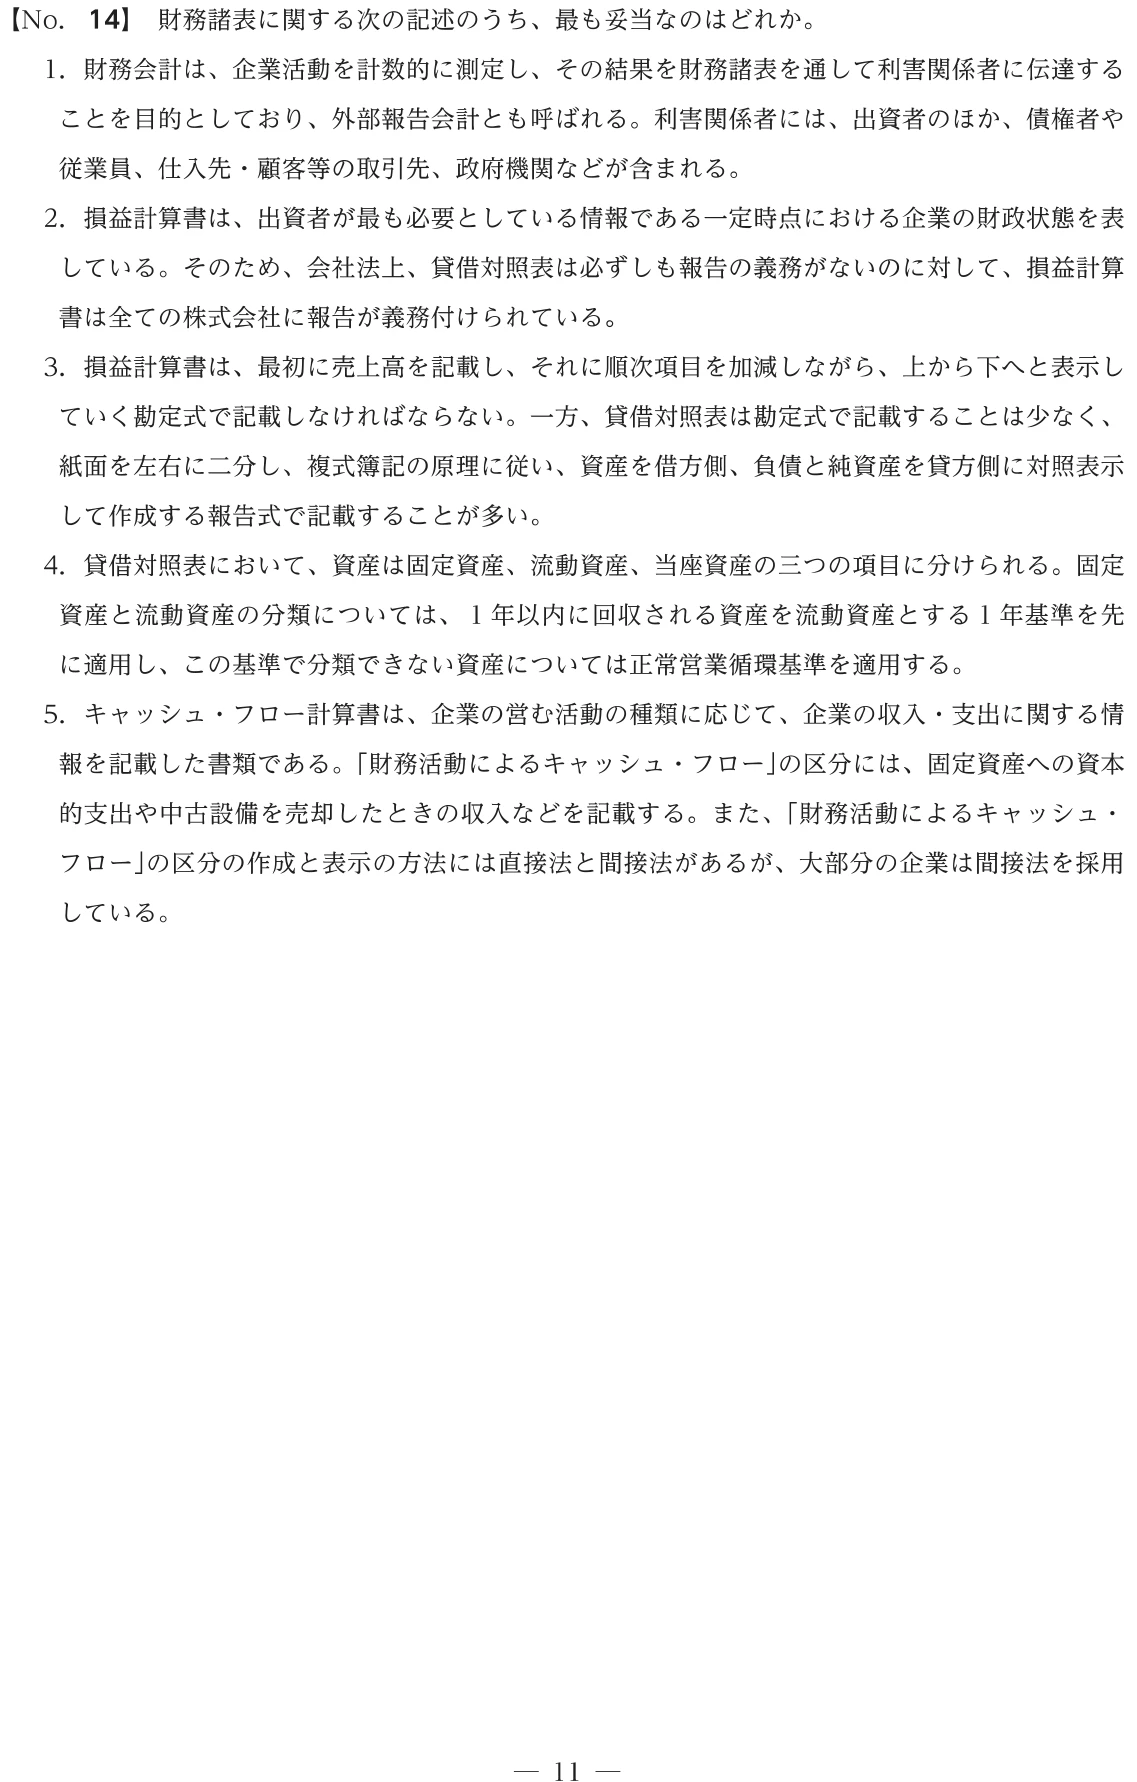 【No. 14】 財務諸表に関する次の記述のうち、最も妥当なのはどれか。
1. 財務会計は、企業活動を計数的に測定し、その結果を財務諸表を通して利害関係者に伝達する
ことを目的としており、外部報告会計とも呼ばれる。利害関係者には、出資者のほか、債権者や
従業員、仕入先・顧客等の取引先、政府機関などが含まれる。
2. 損益計算書は、出資者が最も必要としている情報である一定時点における企業の財政状態を表
している。そのため、会社法上、貸借対照表は必ずしも報告の義務がないのに対して、損益計算
書は全ての株式会社に報告が義務付けられている。
3. 損益計算書は、最初に売上高を記載し、それに順次項目を加減しながら、上から下へと表示し
ていく勘定式で記載しなければならない。一方、貸借対照表は勘定式で記載することは少なく、
紙面を左右に二分し、複式簿記の原理に従い、資産を借方側、負債と純資産を貸方側に対照表示
して作成する報告式で記載することが多い。
4. 貸借対照表において、資産は固定資産、流動資産、当座資産の三つの項目に分けられる。固定
資産と流動資産の分類については、1年以内に回収される資産を流動資産とする1年基準を先
に適用し、この基準で分類できない資産については正常営業循環基準を適用する。
5. キャッシュ・フロー計算書は、企業の営む活動の種類に応じて、企業の収入・支出に関する情
報を記載した書類である。「財務活動によるキャッシュ・フロー」の区分には、固定資産への資本
的支出や中古設備を売却したときの収入などを記載する。また、「財務活動によるキャッシュ・
フロー」の区分の作成と表示の方法には直接法と間接法があるが、大部分の企業は間接法を採用
している。
― 11 ―